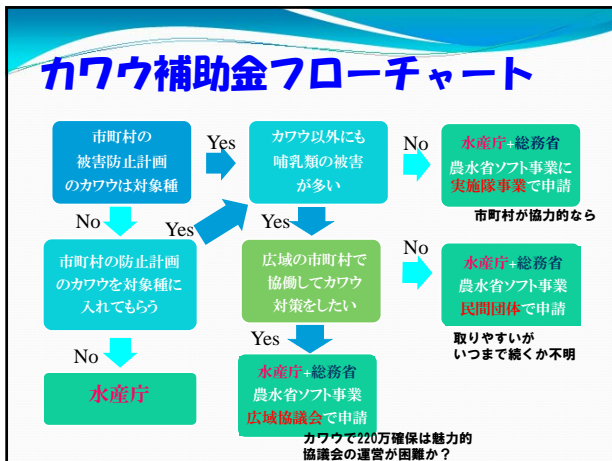 カワウ補助金フローチャート
市町村の
被害防止計画
のカワウは対象種
Yes
カワウ以外にも
哺乳類の被害
が多い
No
水産庁+総務省
農水省ソフト事業に
実施隊事業で申請
市町村が協力的なら
No
Yes
Yes
市町村の防止計画
のカワウを対象種に
入れてもらう
広域の市町村で
協働してカワウ
対策をしたい
No
水産庁+総務省
農水省ソフト事業
民間団体で申請
取りやすいが
いつまで続くか不明
No
Yes
水産庁
水産庁+総務省
農水省ソフト事業
広域協議会で申請
カワウで220万確保は魅力的
協議会の運営が困難か?